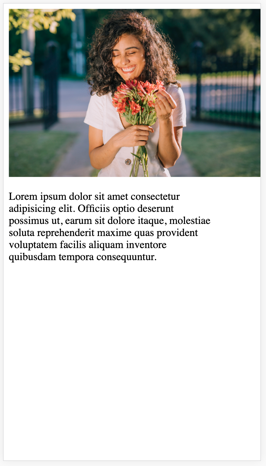 Lorem ipsum dolor sit amet consectetur
adipisicing elit. Officiis optio deserunt
possimus ut, earum sit dolore itaque, molestiae
soluta reprehenderit maxime quas provident
voluptatem facilis aliquam inventore
quibusdam tempora consequuntur.